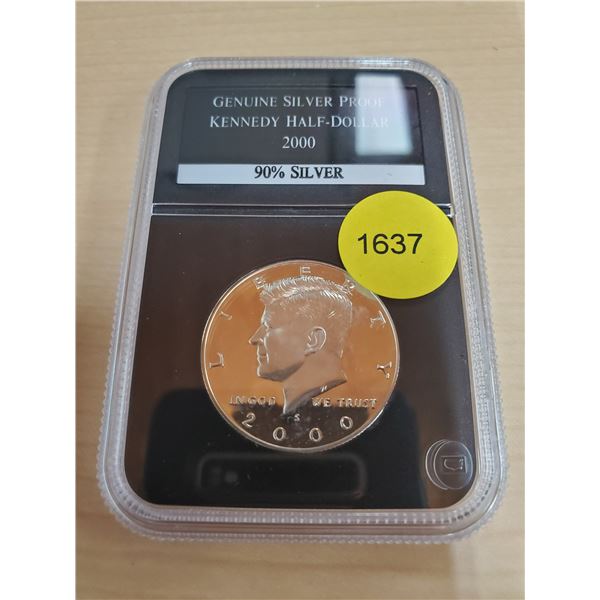 GENUINE SILVER PROOF
KENNEDY HALF-DOLLAR
2000
90% SILVER
1637
LIBERTY
IN GOD WE TRUST
S
2000